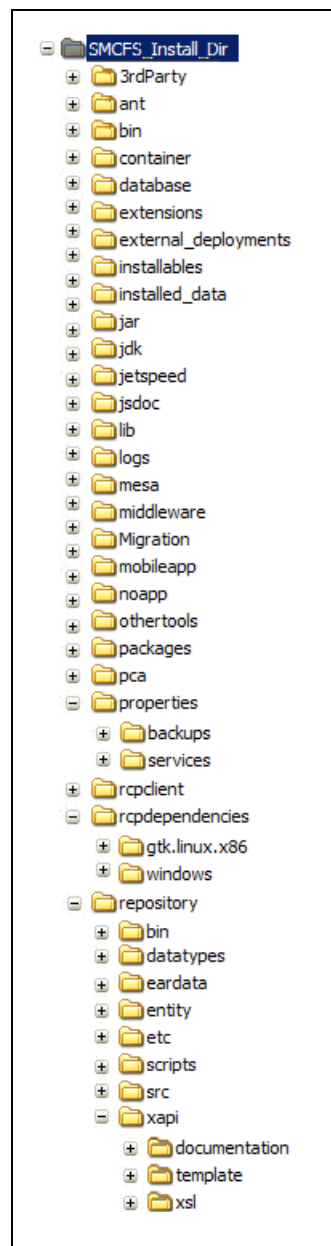 SMCFS_Install_Dir
3rdParty
ant
bin
container
database
extensions
external_deployments
installables
installed_data
jar
jdk
jetspeed
jsdoc
lib
logs
mesa
middleware
Migration
mobileapp
noapp
othertools
packages
pca
properties
backups
services
rcpclient
rcpdependencies
gtk.linux.x86
windows
repository
bin
datatypes
eardata
entity
etc
scripts
src
xapi
documentation
template
xsl